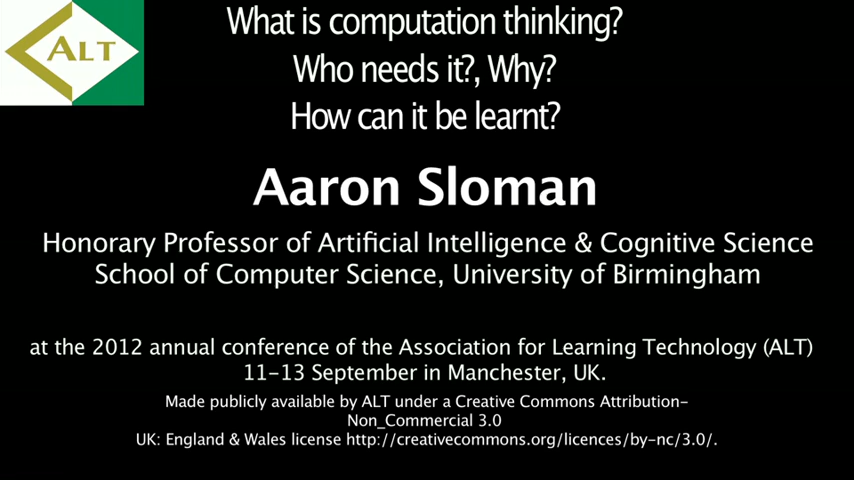 ALT
What is computation thinking?
Who needs it?, Why?
How can it be learnt?
Aaron Sloman
Honorary Professor of Artificial Intelligence & Cognitive Science
School of Computer Science, University of Birmingham
at the 2012 annual conference of the Association for Learning Technology (ALT)
11-13 September in Manchester, UK.
Made publicly available by ALT under a Creative Commons Attribution-
Non_Commercial 3.0
UK: England & Wales license http://creativecommons.org/licences/by-nc/3.0/.